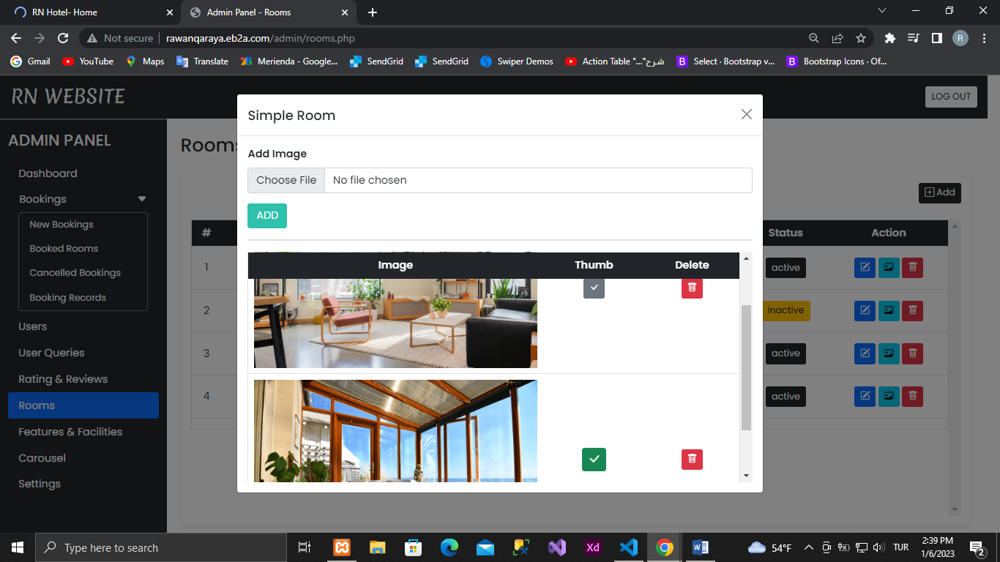 RN Hotel- Home
Admin Panel - Rooms
Not secure
rawanqaraya.eb2a.com/admin/rooms.php
R
Gmail
YouTube
Maps
Translate
Merienda - Google...
SendGrid
SendGrid
Swiper Demos
Action Table "..."شرح
Select · Bootstrap v...
Bootstrap Icons · Of...
RN WEBSITE
LOG OUT
ADMIN PANEL
Dashboard
Bookings
New Bookings
Booked Rooms
Cancelled Bookings
Booking Records
Users
User Queries
Rating & Reviews
Rooms
Features & Facilities
Carousel
Settings
Rooms
Add
# Status Action
1 active
2 inactive
3 active
4 active
Simple Room
Add Image
Choose File No file chosen
ADD
Image Thumb Delete
Type here to search
Xd
54°F
TUR
2:39 PM
1/6/2023
2